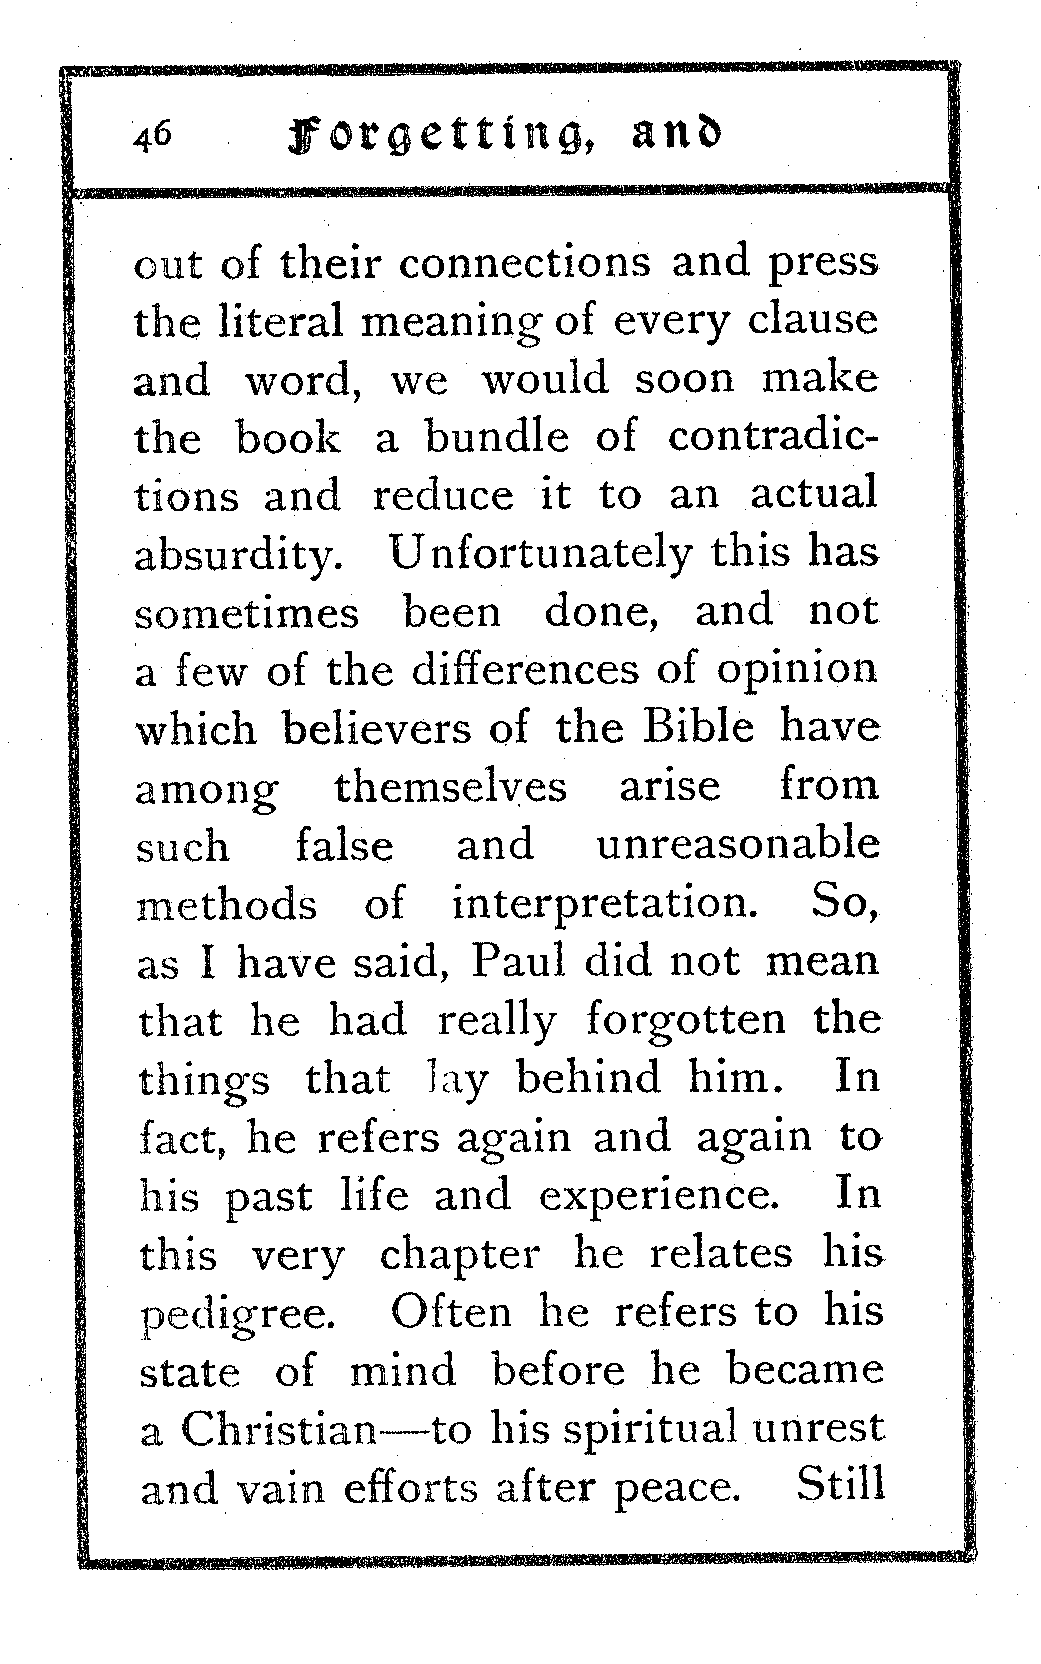 46 Forgetting, and
out of their connections and press
the literal meaning of every clause
and word, we would soon make
the book a bundle of contradic-
tions and reduce it to an actual
absurdity. Unfortunately this has
sometimes been done, and not
a few of the differences of opinion
which believers of the Bible have
among themselves arise from
such false and unreasonable
methods of interpretation. So,
as I have said, Paul did not mean
that he had really forgotten the
things that lay behind him. In
fact, he refers again and again to
his past life and experience. In
this very chapter he relates his
pedigree. Often he refers to his
state of mind before he became
a Christian—to his spiritual unrest
and vain efforts after peace. Still